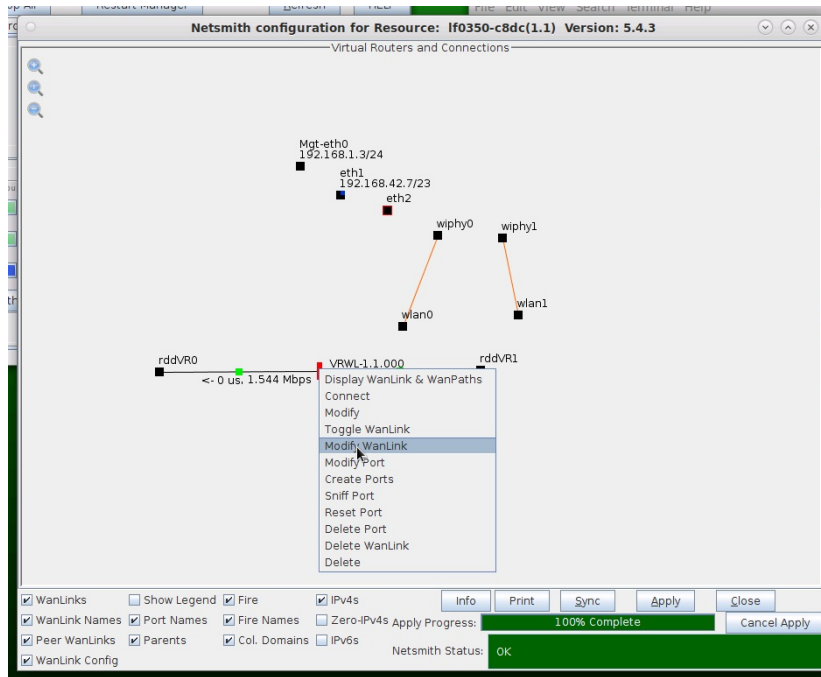 Restart Manager
HELP
File Edit View Search Terminal Help
Netsmith configuration for Resource: lf0350-c8dc(1.1) Version: 5.4.3
Virtual Routers and Connections
Mgt-eth0
192.168.1.3/24
eth1
192.168.42.7/23
eth2
wiphy0
wiphy1
wlan0
wlan1
rddVR0
VRWL-1.1.000
rddVR1
<- 0 us, 1.544 Mbps
Display WanLink & WanPaths
Connect
Modify
Toggle WanLink
Modify WanLink
Modify Port
Create Ports
Sniff Port
Reset Port
Delete Port
Delete WanLink
Delete
WanLinks Show Legend Fire IPv4s Info Print Sync Apply Close
WanLink Names Port Names Fire Names Zero-IPv4s Apply Progress: 100% Complete Cancel Apply
Peer WanLinks Parents Col. Domains IPv6s
WanLink Config Netsmith Status: OK